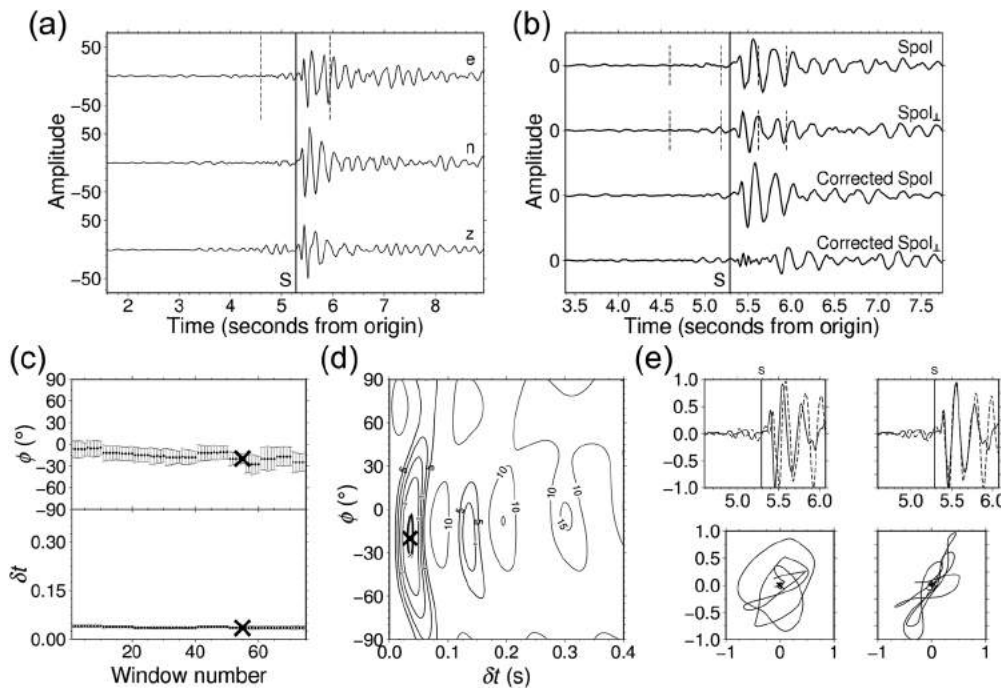 (a)
50
e
-50
n
50
-50
z
50
-50
S
Amplitude
2 3 4 5 6 7 8
Time (seconds from origin)
(b)
0 Spol
0 Spol⊥
0 Corrected Spol
0 Corrected Spol⊥
S
Amplitude
3.5 4.0 4.5 5.0 5.5 6.0 6.5 7.0 7.5
Time (seconds from origin)
(c)
90
60
30
0
-30
-60
-90
ϕ (°)
0.30
0.15
0.00
δt
20 40 60
Window number
(d)
90
60
30
0
-30
-60
-90
ϕ (°)
5
5
10
10
10
15
0.0 0.1 0.2 0.3 0.4
δt (s)
(e)
S S
1.0
0.5
0.0
-0.5
-1.0
5.0 5.5 6.0 5.0 5.5 6.0
1.0
0.5
0.0
-0.5
-1.0
-1 0 1 -1 0 1